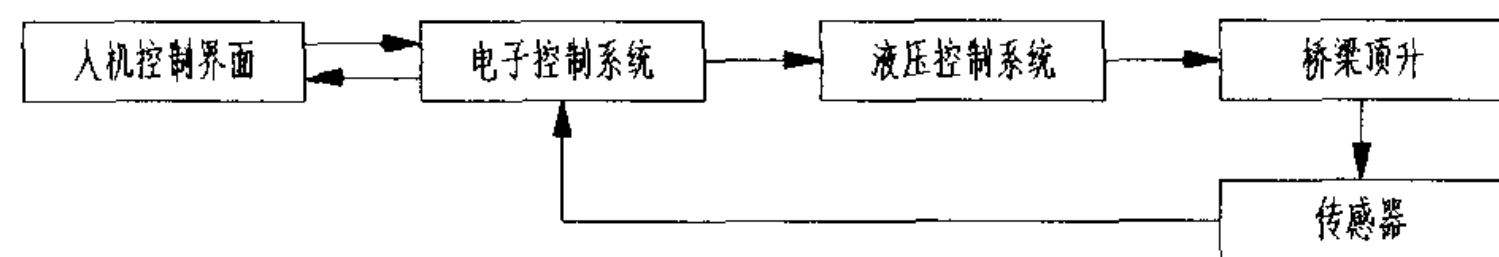 人机控制界面
电子控制系统
液压控制系统
桥梁顶升
传感器